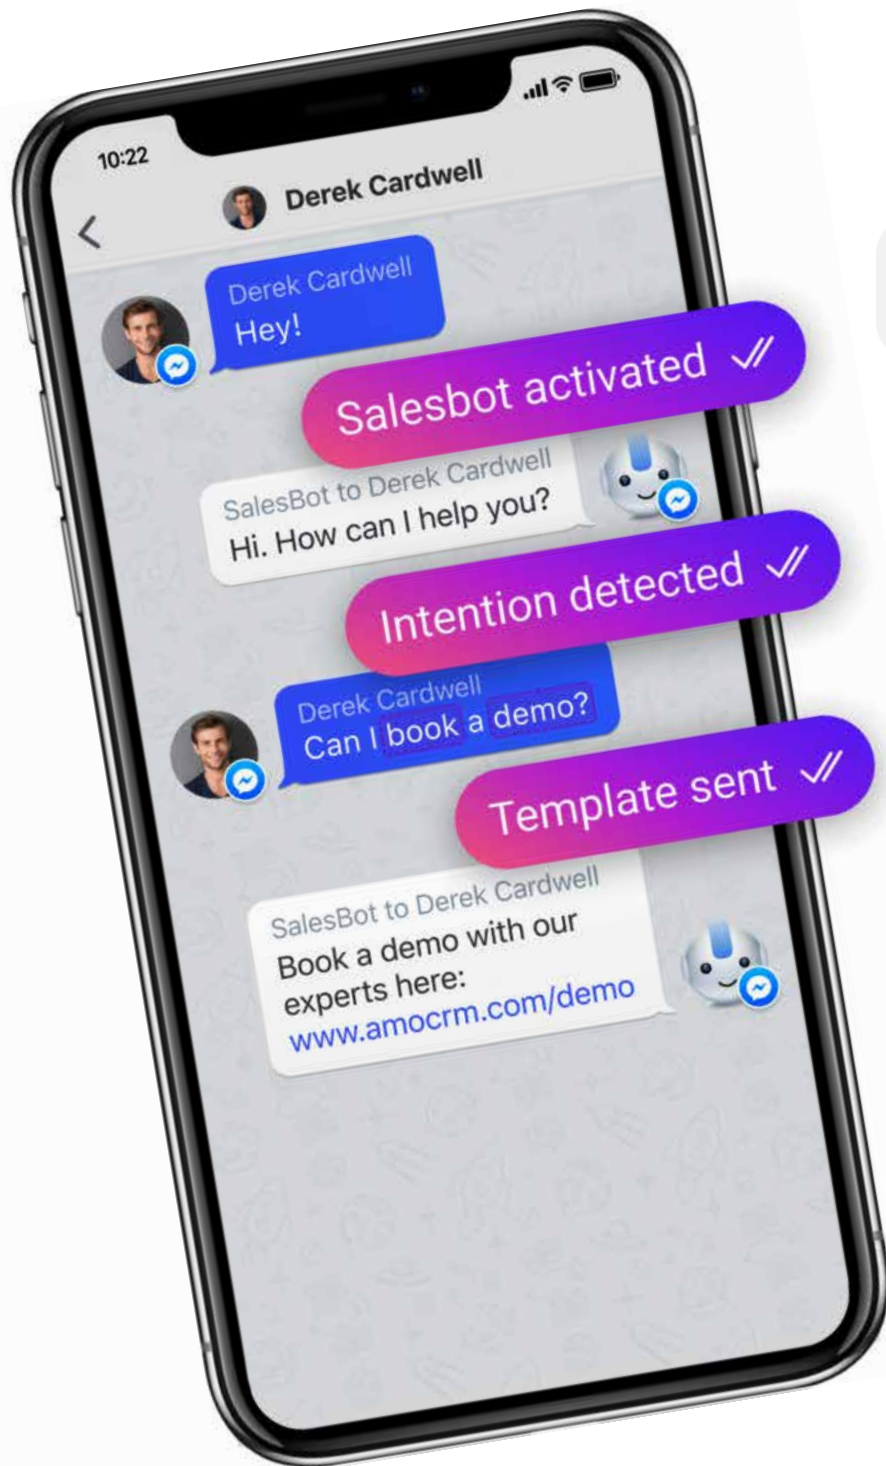 10:22
Derek Cardwell
Derek Cardwell
Hey!
Salesbot activated
SalesBot to Derek Cardwell
Hi. How can I help you?
Intention detected
Derek Cardwell
Can I book a demo?
Template sent
SalesBot to Derek Cardwell
Book a demo with our
experts here:
www.amocrm.com/demo